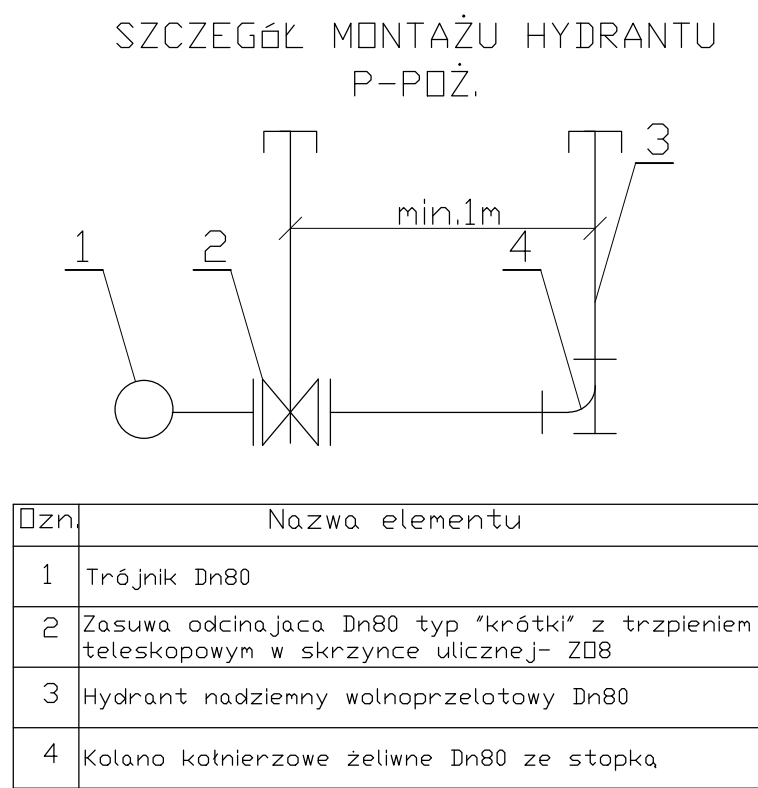 SZCZEGóŁ MONTAŻU HYDRANTU
P-POŻ.
3
min.1m
1
2
4
Ozn.
Nazwa elementu
1
Trójnik Dn80
2
Zasuwa odcinajaca Dn80 typ "krótki" z trzpieniem
teleskopowym w skrzynce ulicznej- ZO8
3
Hydrant nadziemny wolnoprzelotowy Dn80
4
Kolano kołnierzowe żeliwne Dn80 ze stopką